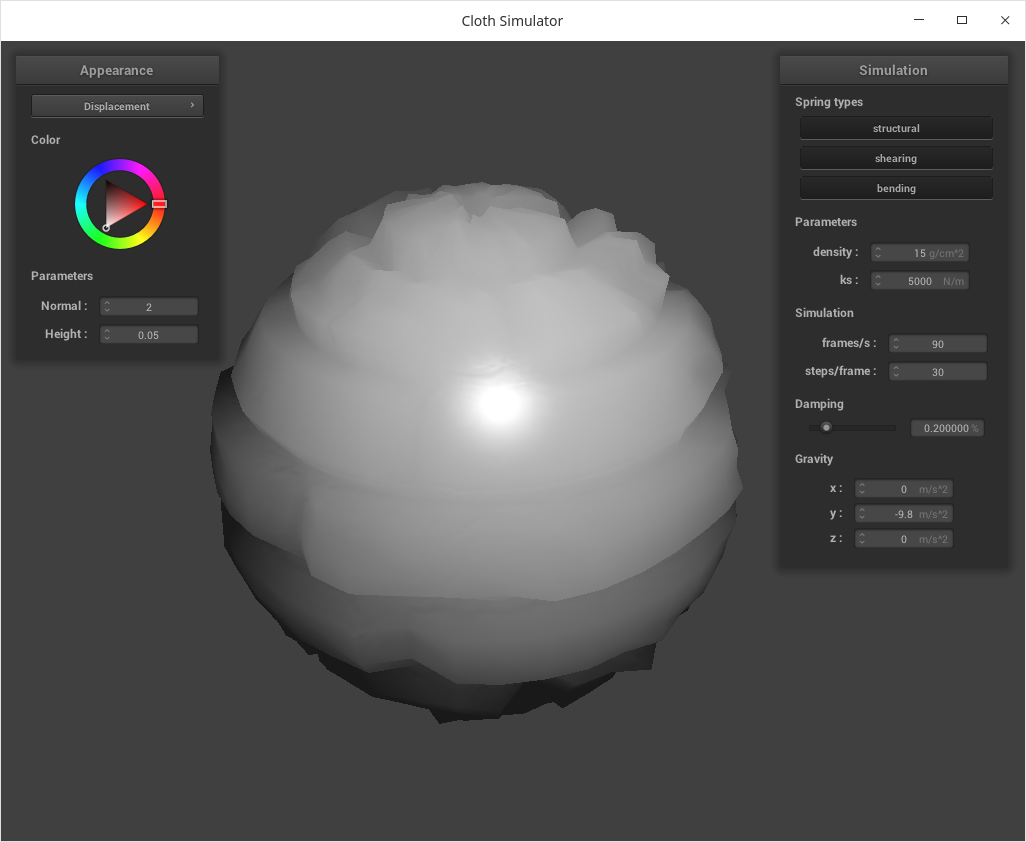 Cloth Simulator
Appearance
Displacement
Color
Parameters
Normal : 2
Height : 0.05
Simulation
Spring types
structural
shearing
bending
Parameters
density : 15 g/cm^2
ks : 5000 N/m
Simulation
frames/s : 90
steps/frame : 30
Damping
0.200000 %
Gravity
x : 0 m/s^2
y : -9.8 m/s^2
z : 0 m/s^2